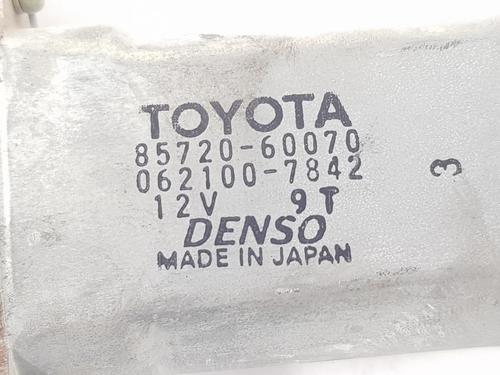 TOYOTA
85720-60070
062100-7842
12V 9T
DENSO
MADE IN JAPAN
3